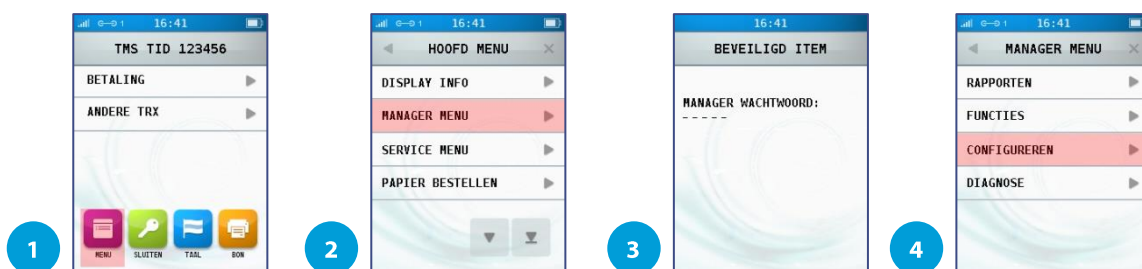 16:41
TMS TID 123456
BETALING
ANDERE TRX
MENU SLUITEN TAAL BON
1
16:41
HOOFD MENU
DISPLAY INFO
MANAGER MENU
SERVICE MENU
PAPIER BESTELLEN
2
16:41
BEVEILIGD ITEM
MANAGER WACHTWOORD:
- - - - -
3
16:41
MANAGER MENU
RAPPORTEN
FUNCTIES
CONFIGUREREN
DIAGNOSE
4